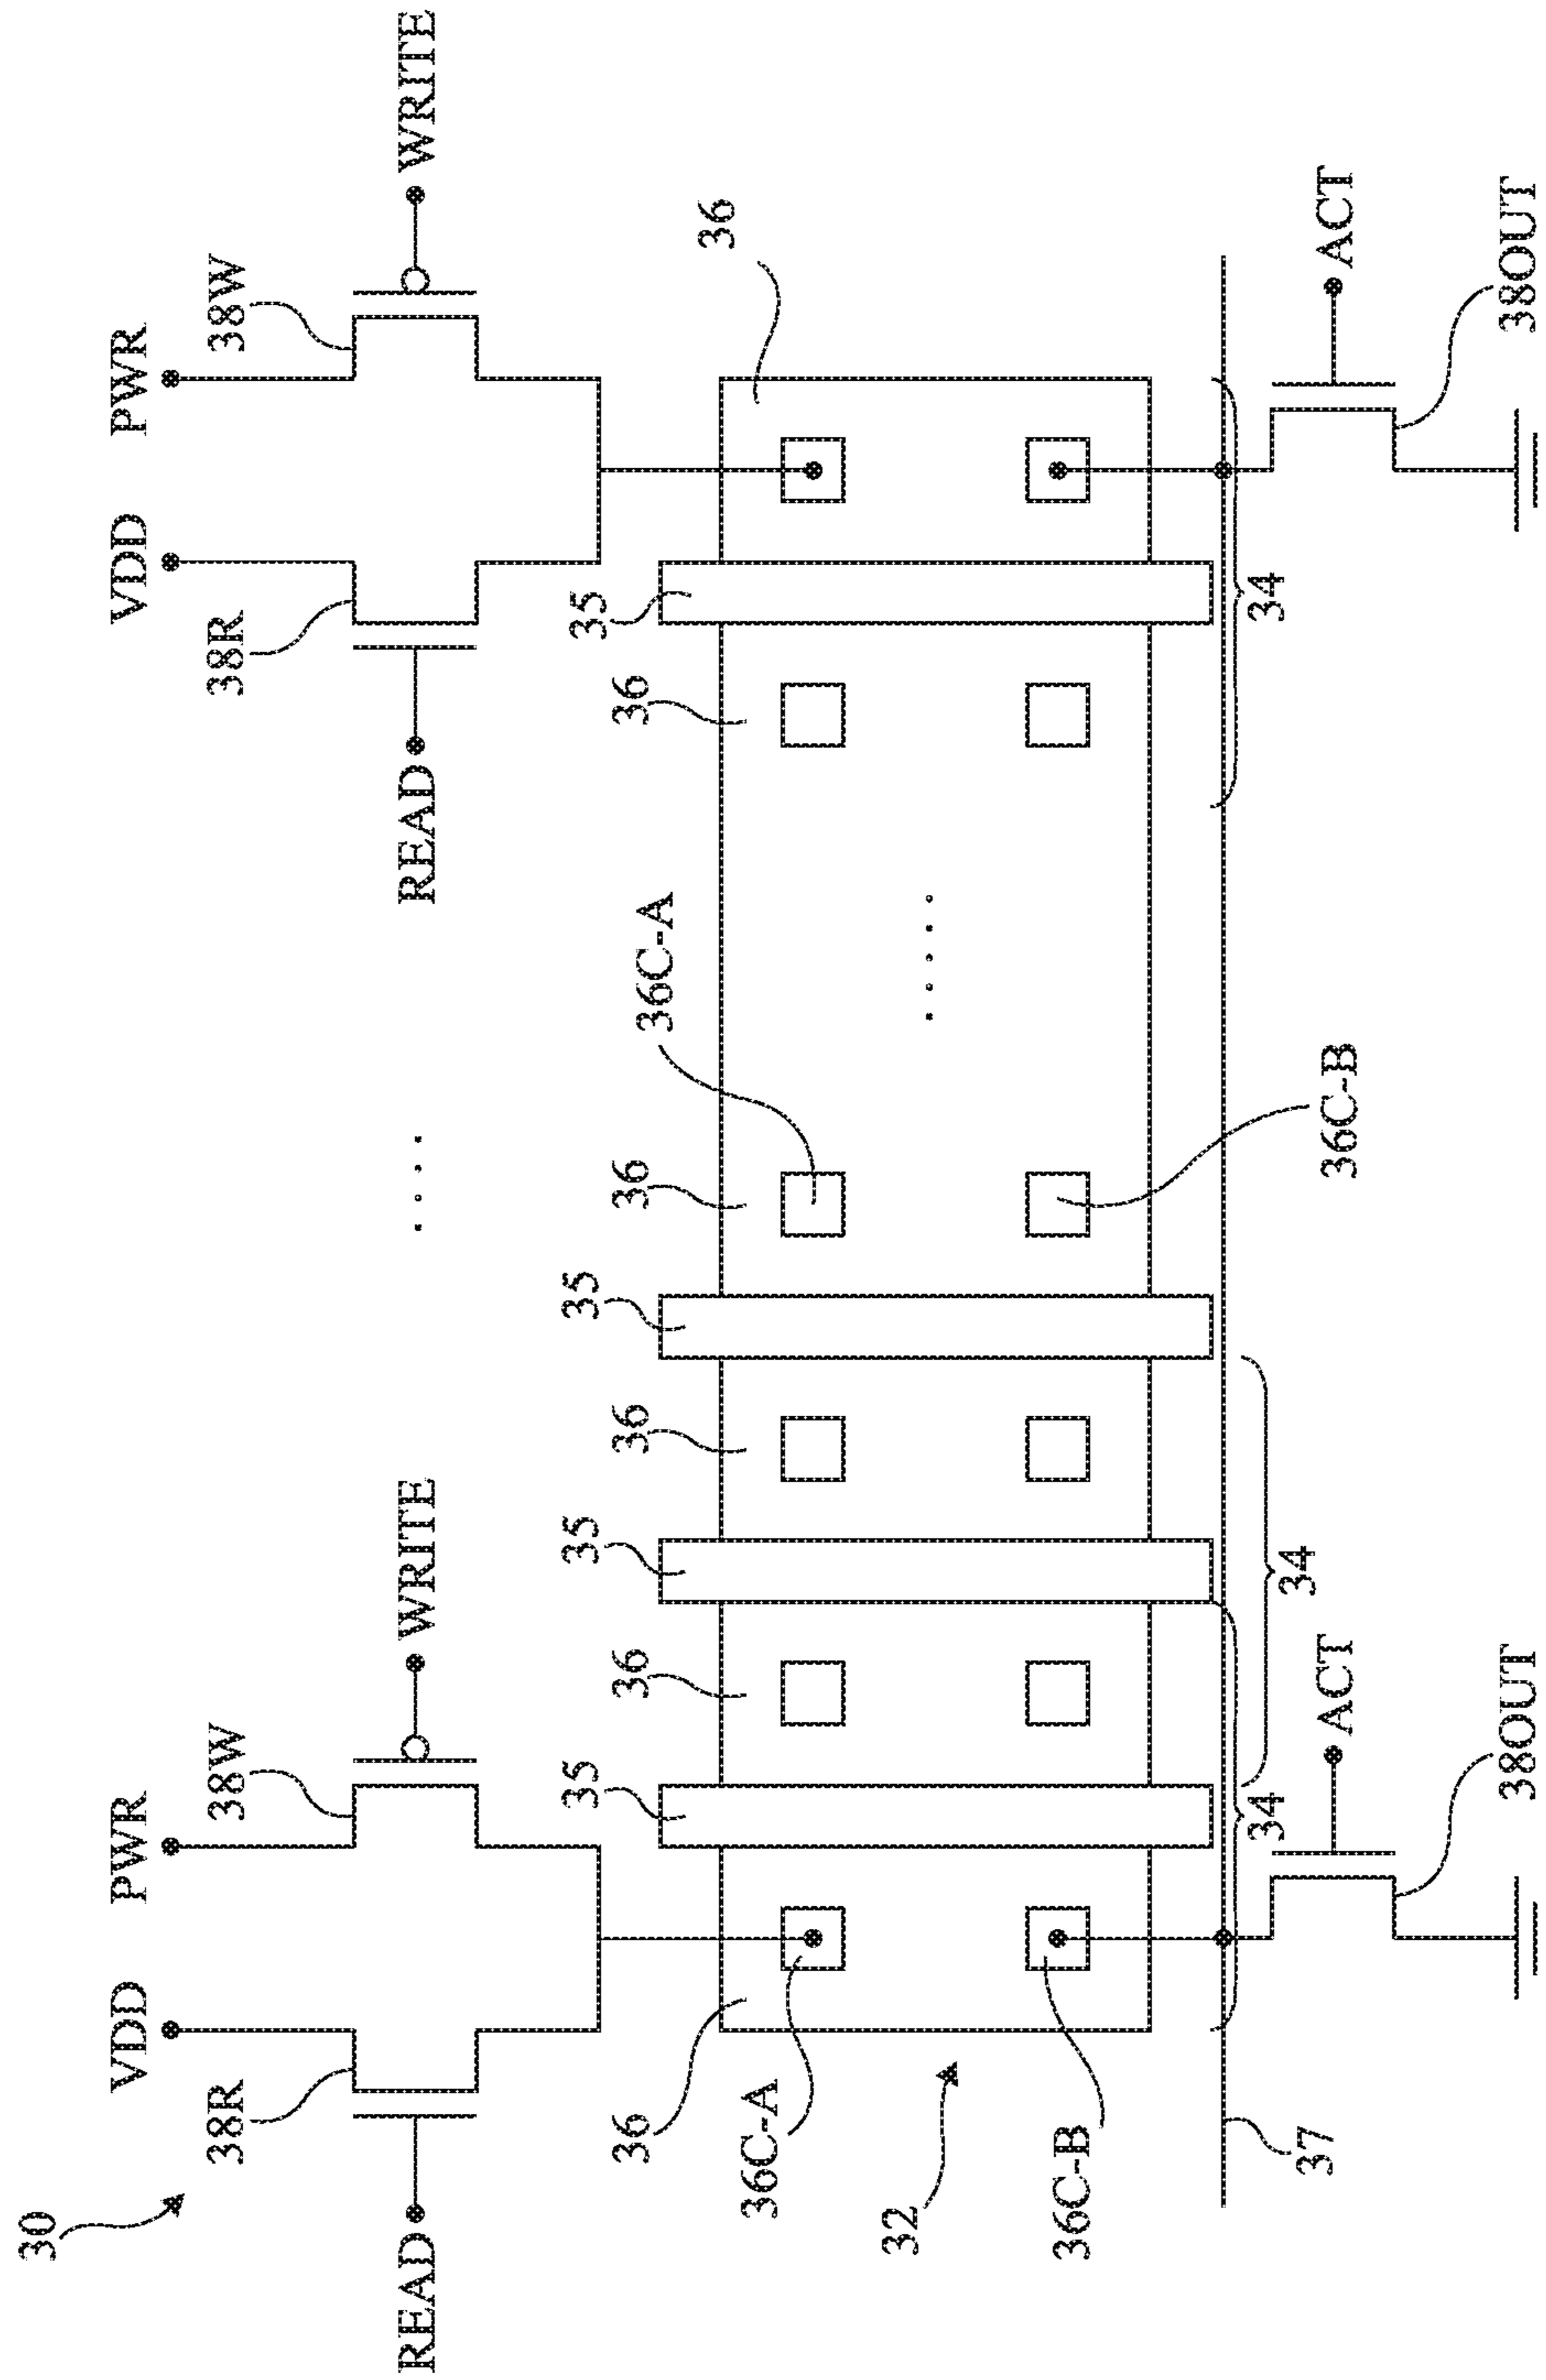 30
VDD
PWR
VDD
PWR
38R
38W
38R
38W
READ
WRITE
READ
WRITE
....
36
35
36
35
36
35
36
36C-A
36
35
36
36C-A
32
.....
36C-B
37
34
34
ACT
36C-B
34
ACT
38OUT
38OUT